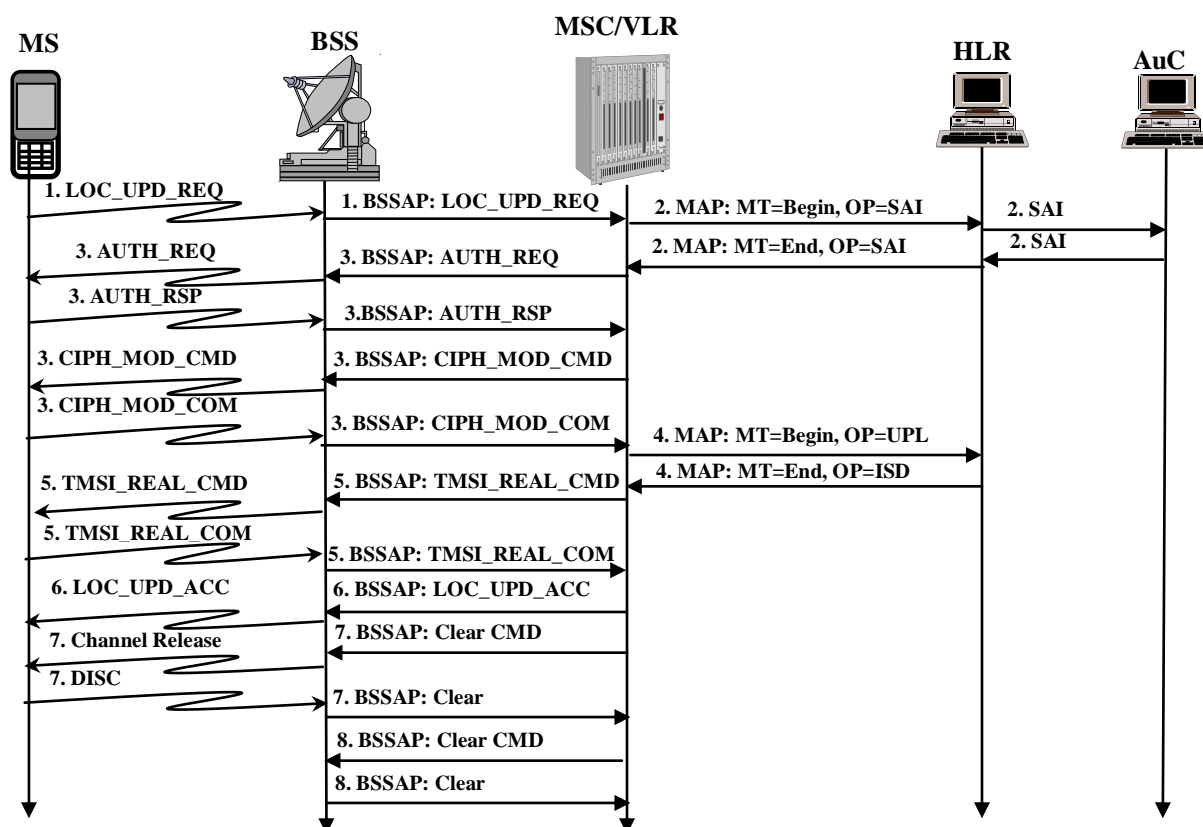 MS
BSS
MSC/VLR
HLR
AuC
1. LOC_UPD_REQ
1. BSSAP: LOC_UPD_REQ
2. MAP: MT=Begin, OP=SAI
2. SAI
3. AUTH_REQ
3. BSSAP: AUTH_REQ
2. MAP: MT=End, OP=SAI
2. SAI
3. AUTH_RSP
3.BSSAP: AUTH_RSP
3. CIPH_MOD_CMD
3. BSSAP: CIPH_MOD_CMD
3. CIPH_MOD_COM
3. BSSAP: CIPH_MOD_COM
4. MAP: MT=Begin, OP=UPL
4. MAP: MT=End, OP=ISD
5. TMSI_REAL_CMD
5. BSSAP: TMSI_REAL_CMD
5. TMSI_REAL_COM
5. BSSAP: TMSI_REAL_COM
6. LOC_UPD_ACC
6. BSSAP: LOC_UPD_ACC
7. Channel Release
7. BSSAP: Clear CMD
7. DISC
7. BSSAP: Clear
8. BSSAP: Clear CMD
8. BSSAP: Clear